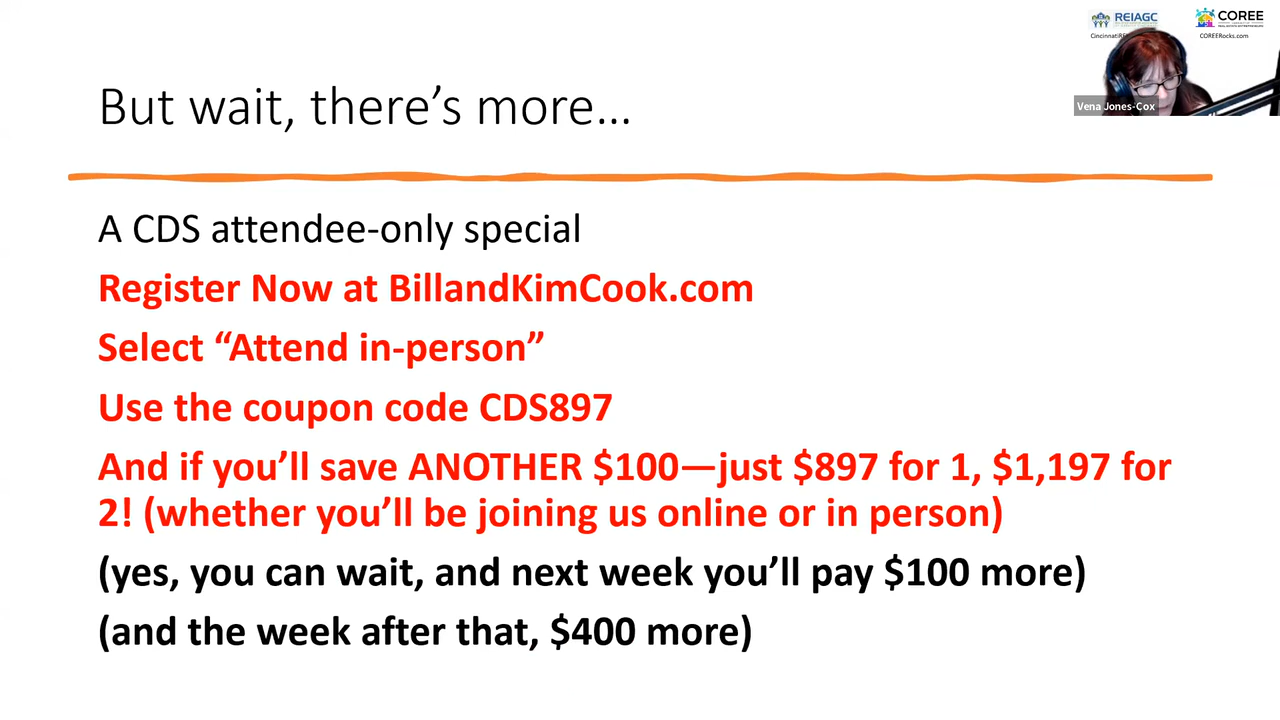 REIAGC
COREE
COREERocks.com
Vena Jones-Cox
But wait, there’s more…
A CDS attendee-only special
Register Now at BillandKimCook.com
Select “Attend in-person”
Use the coupon code CDS897
And if you’ll save ANOTHER $100—just $897 for 1, $1,197 for
2! (whether you’ll be joining us online or in person)
(yes, you can wait, and next week you’ll pay $100 more)
(and the week after that, $400 more)